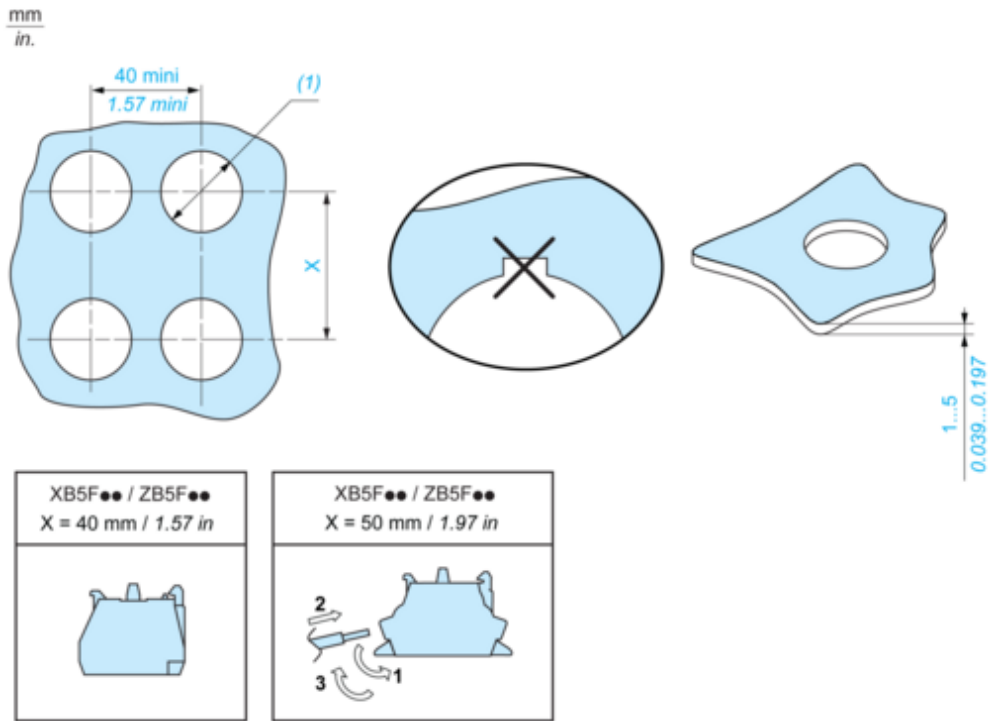 mm
in.
40 mini
1.57 mini
(1)
X
1...5
0.039...0.197
XB5F●● / ZB5F●●
X = 40 mm / 1.57 in
XB5F●● / ZB5F●●
X = 50 mm / 1.97 in
2
1
3